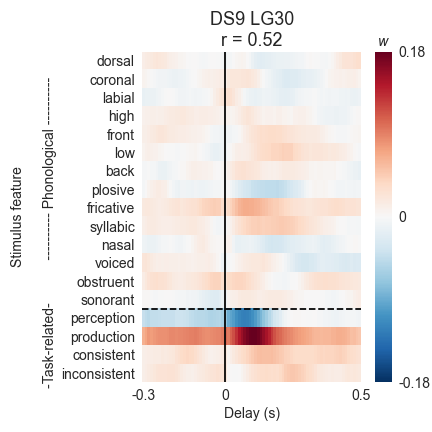 DS9 LG30
r = 0.52
w
0.18
0
-0.18
Stimulus feature
---------- Phonological ----------
-Task-related-
dorsal
coronal
labial
high
front
low
back
plosive
fricative
syllabic
nasal
voiced
obstruent
sonorant
perception
production
consistent
inconsistent
-0.3
0
0.5
Delay (s)